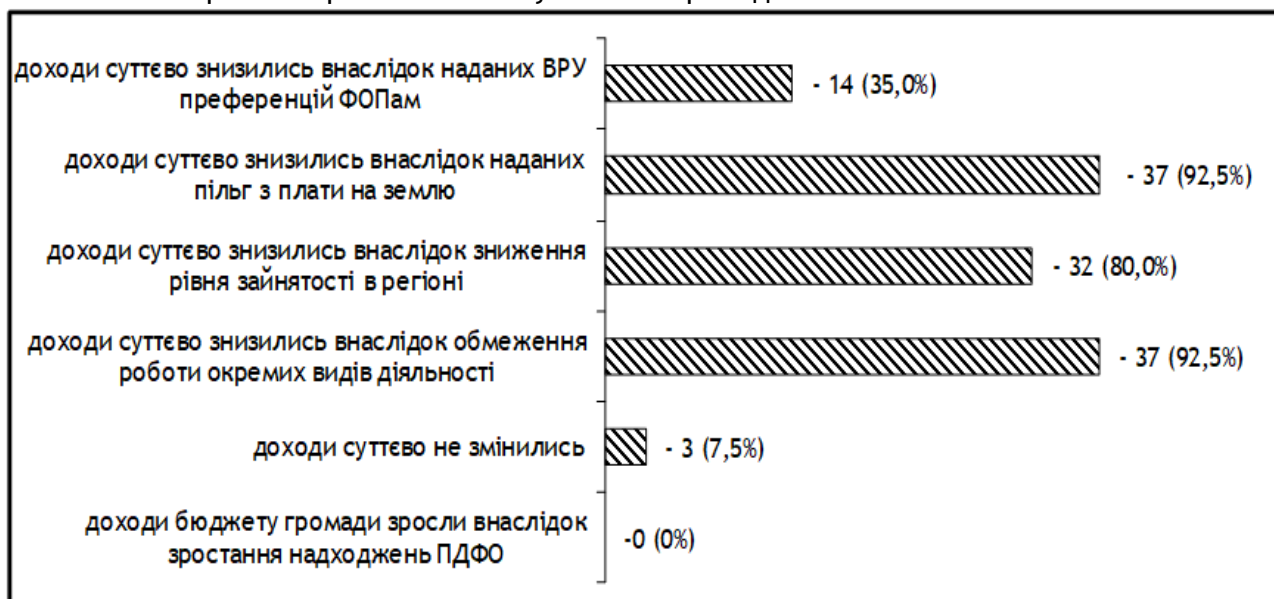 доходи суттєво знизились внаслідок наданих ВРУ
преференцій ФОПам
- 14 (35,0%)
доходи суттєво знизились внаслідок наданих
пільг з плати на землю
- 37 (92,5%)
доходи суттєво знизились внаслідок зниження
рівня зайнятості в регіоні
- 32 (80,0%)
доходи суттєво знизились внаслідок обмеження
роботи окремих видів діяльності
- 37 (92,5%)
доходи суттєво не змінились
- 3 (7,5%)
доходи бюджету громади зросли внаслідок
зростання надходжень ПДФО
-0 (0%)